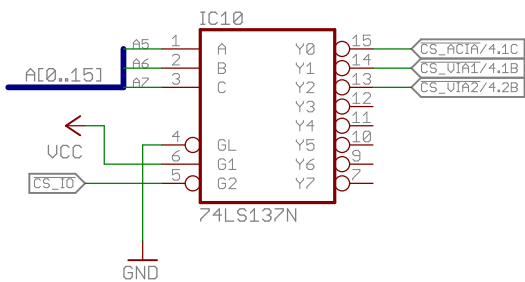 IC10
A5 1 A Y0 15 CS_ACIA/4.1C
A6 2 B Y1 14 CS_VIA1/4.1B
A[0..15] A7 3 C Y2 13 CS_VIA2/4.2B
Y3 12
Y4 11
4 GL Y5 10
VCC 6 G1 Y6 9
CS_IO 5 G2 Y7 7
74LS137N
GND